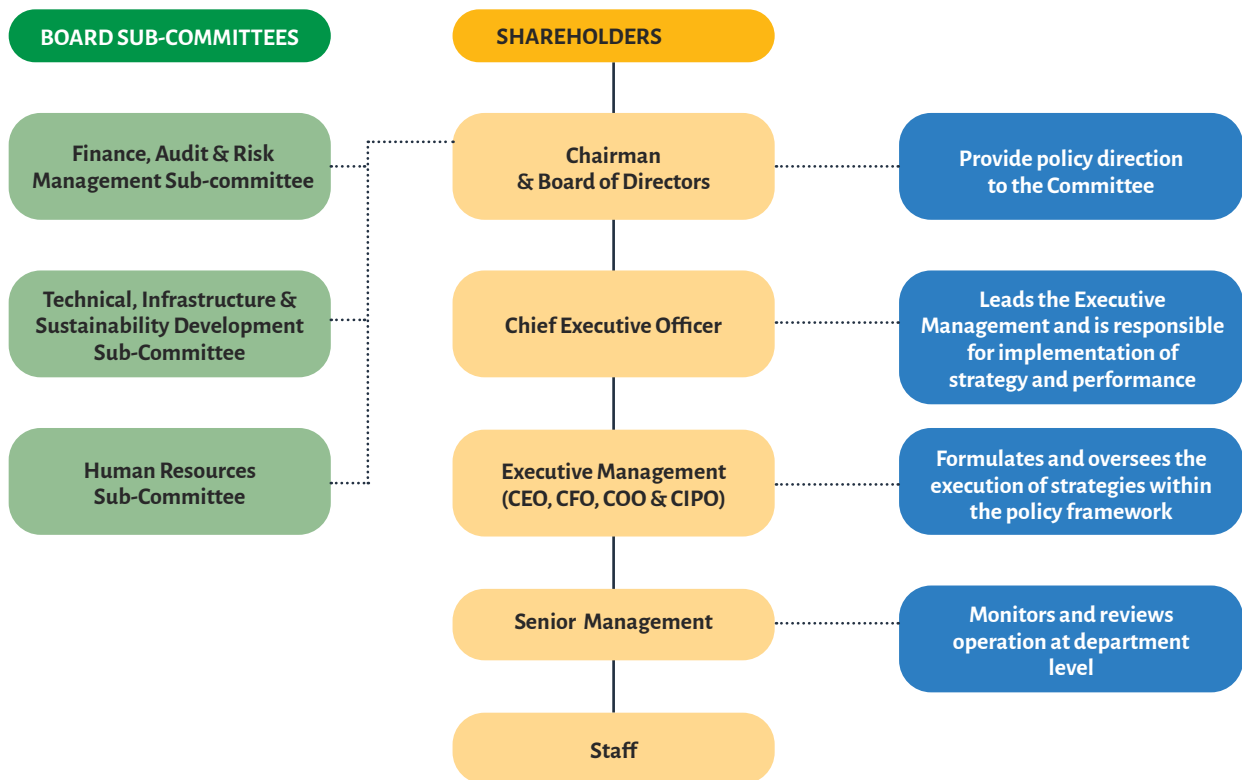 BOARD SUB-COMMITTEES
SHAREHOLDERS
Finance, Audit & Risk
Management Sub-committee
Chairman
& Board of Directors
Provide policy direction
to the Committee
Technical, Infrastructure &
Sustainability Development
Sub-Committee
Chief Executive Officer
Leads the Executive
Management and is responsible
for implementation of
strategy and performance
Human Resources
Sub-Committee
Executive Management
(CEO, CFO, COO & CIPO)
Formulates and oversees the
execution of strategies within
the policy framework
Senior Management
Monitors and reviews
operation at department
level
Staff